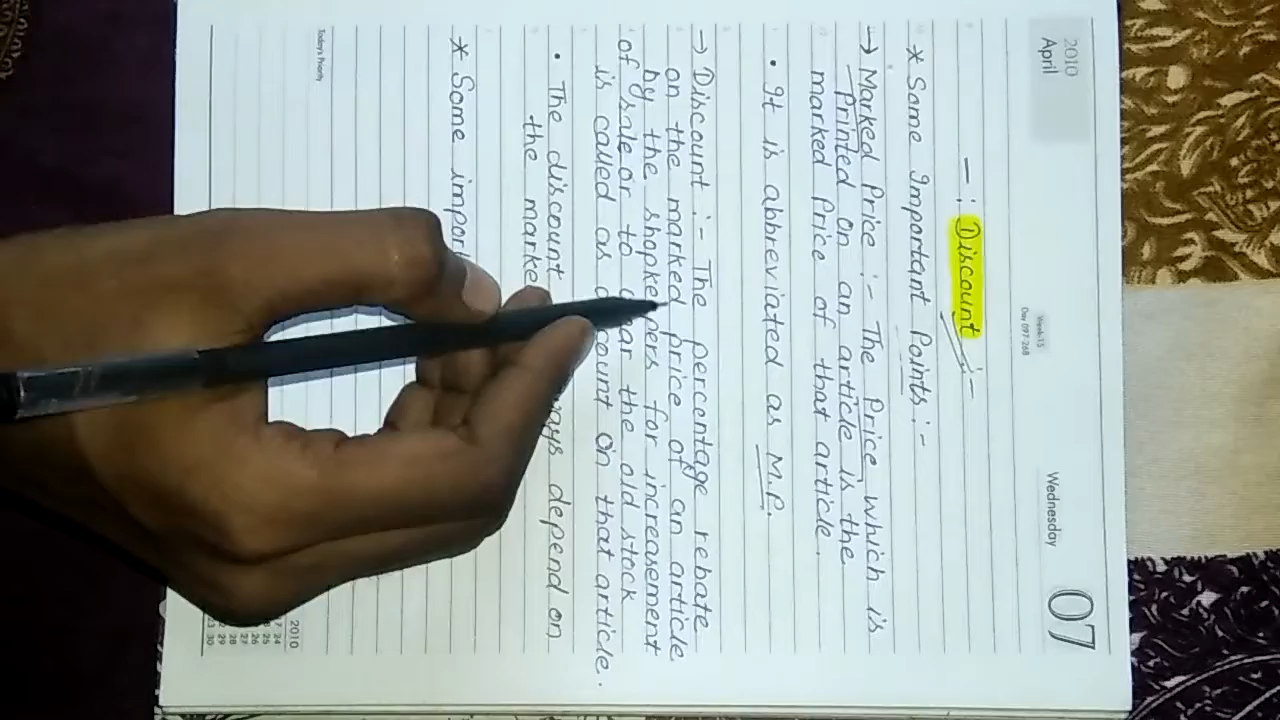 2010
April
Wednesday
07
Week-15
Day 097-268
-: Discount :-
* Some Important Points:-
→ Marked Price :- The Price, which is
Printed on an article is the
marked Price of that article.
• It is abbreviated as M.P.
→ Discount :- The percentage rebate
on the marked price of an article
by the shopkeepers for increasement
of sale or to the old stock
is called as discount on that article.
• The discount depend on
the
* Some
Today's Priority
2010